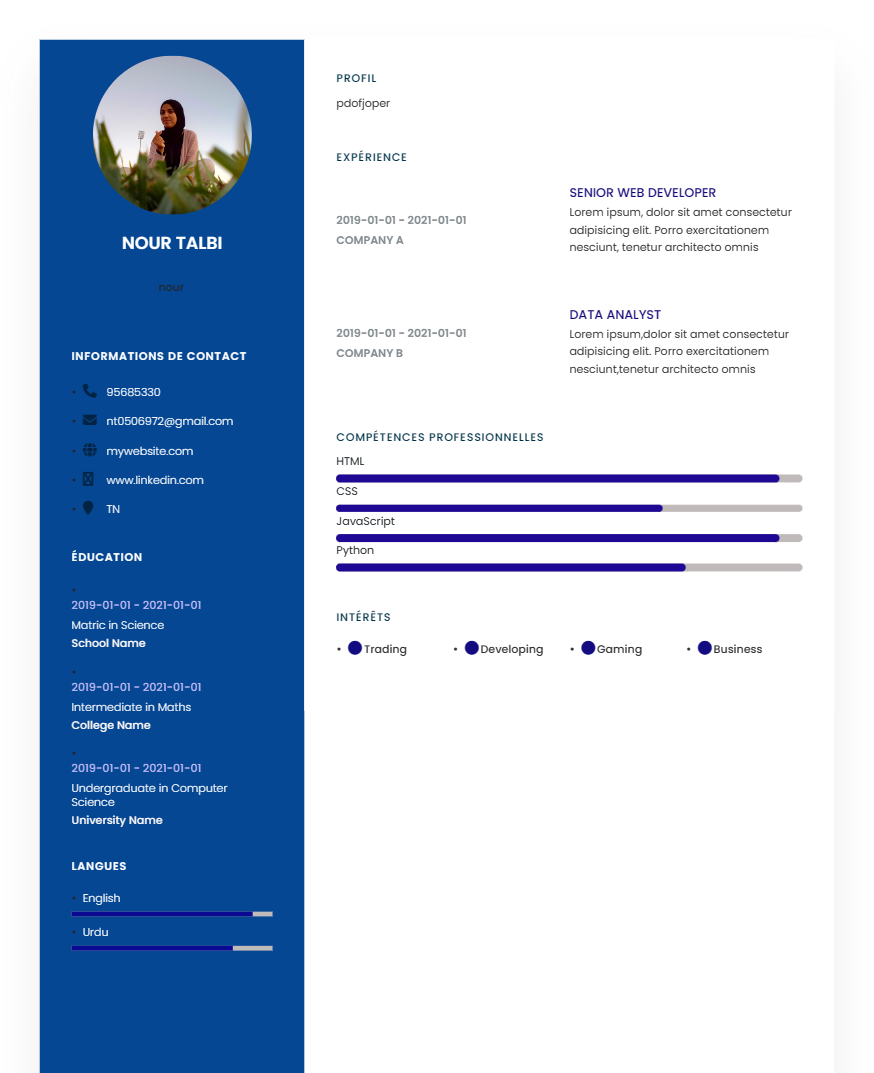 NOUR TALBI
nour
INFORMATIONS DE CONTACT
95685330
nt0506972@gmail.com
mywebsite.com
www.linkedin.com
TN
ÉDUCATION
2019-01-01 - 2021-01-01
Matric in Science
School Name
2019-01-01 - 2021-01-01
Intermediate in Maths
College Name
2019-01-01 - 2021-01-01
Undergraduate in Computer
Science
University Name
LANGUES
English
Urdu
PROFIL
pdofjoper
EXPÉRIENCE
2019-01-01 - 2021-01-01
COMPANY A
SENIOR WEB DEVELOPER
Lorem ipsum, dolor sit amet consectetur
adipisicing elit. Porro exercitationem
nesciunt, tenetur architecto omnis
2019-01-01 - 2021-01-01
COMPANY B
DATA ANALYST
Lorem ipsum,dolor sit amet consectetur
adipisicing elit. Porro exercitationem
nesciunt,tenetur architecto omnis
COMPÉTENCES PROFESSIONNELLES
HTML
CSS
JavaScript
Python
INTÉRÊTS
• Trading • Developing • Gaming • Business